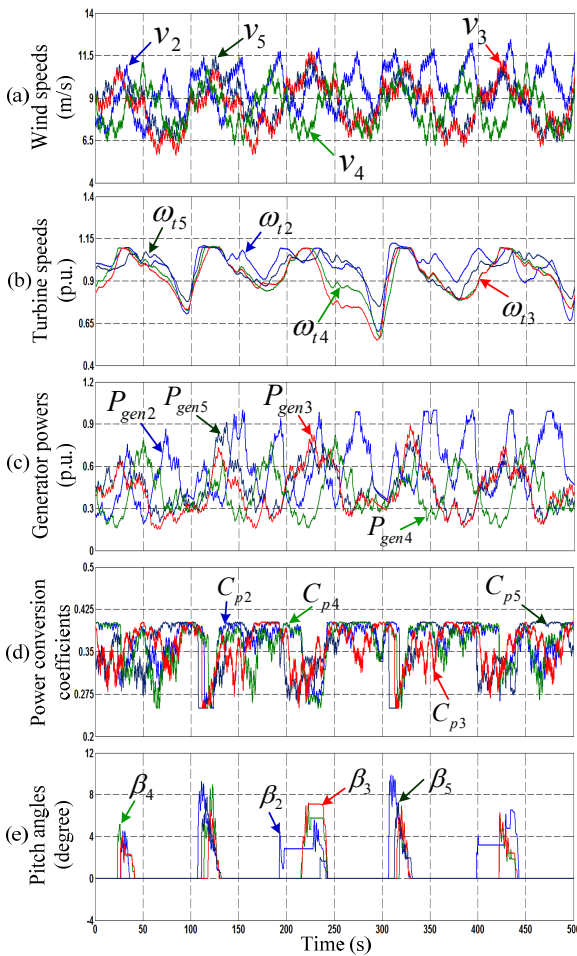 v2 v5 v3
v4
(a) Wind speeds (m/s)
11.5
9
6.5
4
ωt5 ωt2
ωt4 ωt3
(b) Turbine speeds (p.u.)
1.4
1.15
0.9
0.65
0.4
Pgen2 Pgen5 Pgen3
Pgen4
(c) Generator powers (p.u.)
1.2
0.9
0.6
0.3
0
Cp2 Cp4 Cp5
Cp3
(d) Power conversion coefficients
0.5
0.425
0.35
0.275
0.2
β4 β2 β3 β5
(e) Pitch angles (degree)
12
8
4
0
-4
0 50 100 150 200 250 300 350 400 450 500
Time (s)